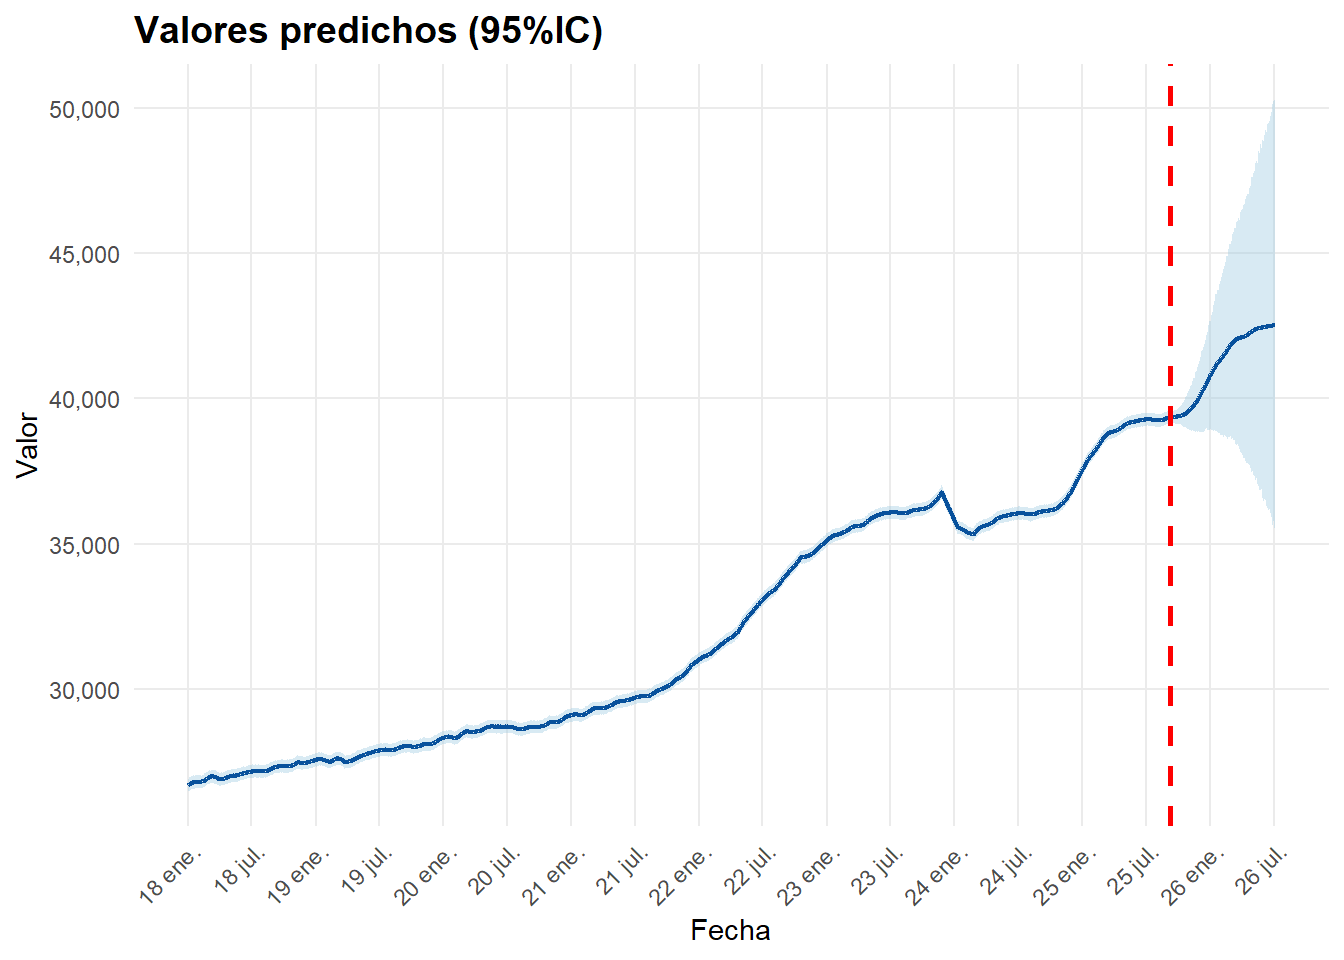 Valores predichos (95%IC)
50,000
45,000
40,000
35,000
30,000
Valor
18 ene.
18 jul.
19 ene.
19 jul.
20 ene.
20 jul.
21 ene.
21 jul.
22 ene.
22 jul.
23 ene.
23 jul.
24 ene.
24 jul.
25 ene.
25 jul.
26 ene.
26 jul.
Fecha